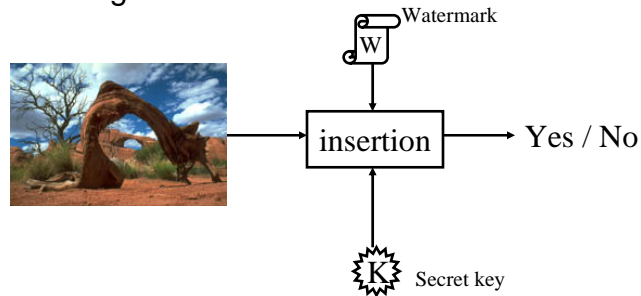 Watermark
W
insertion
Yes / No
K
Secret key